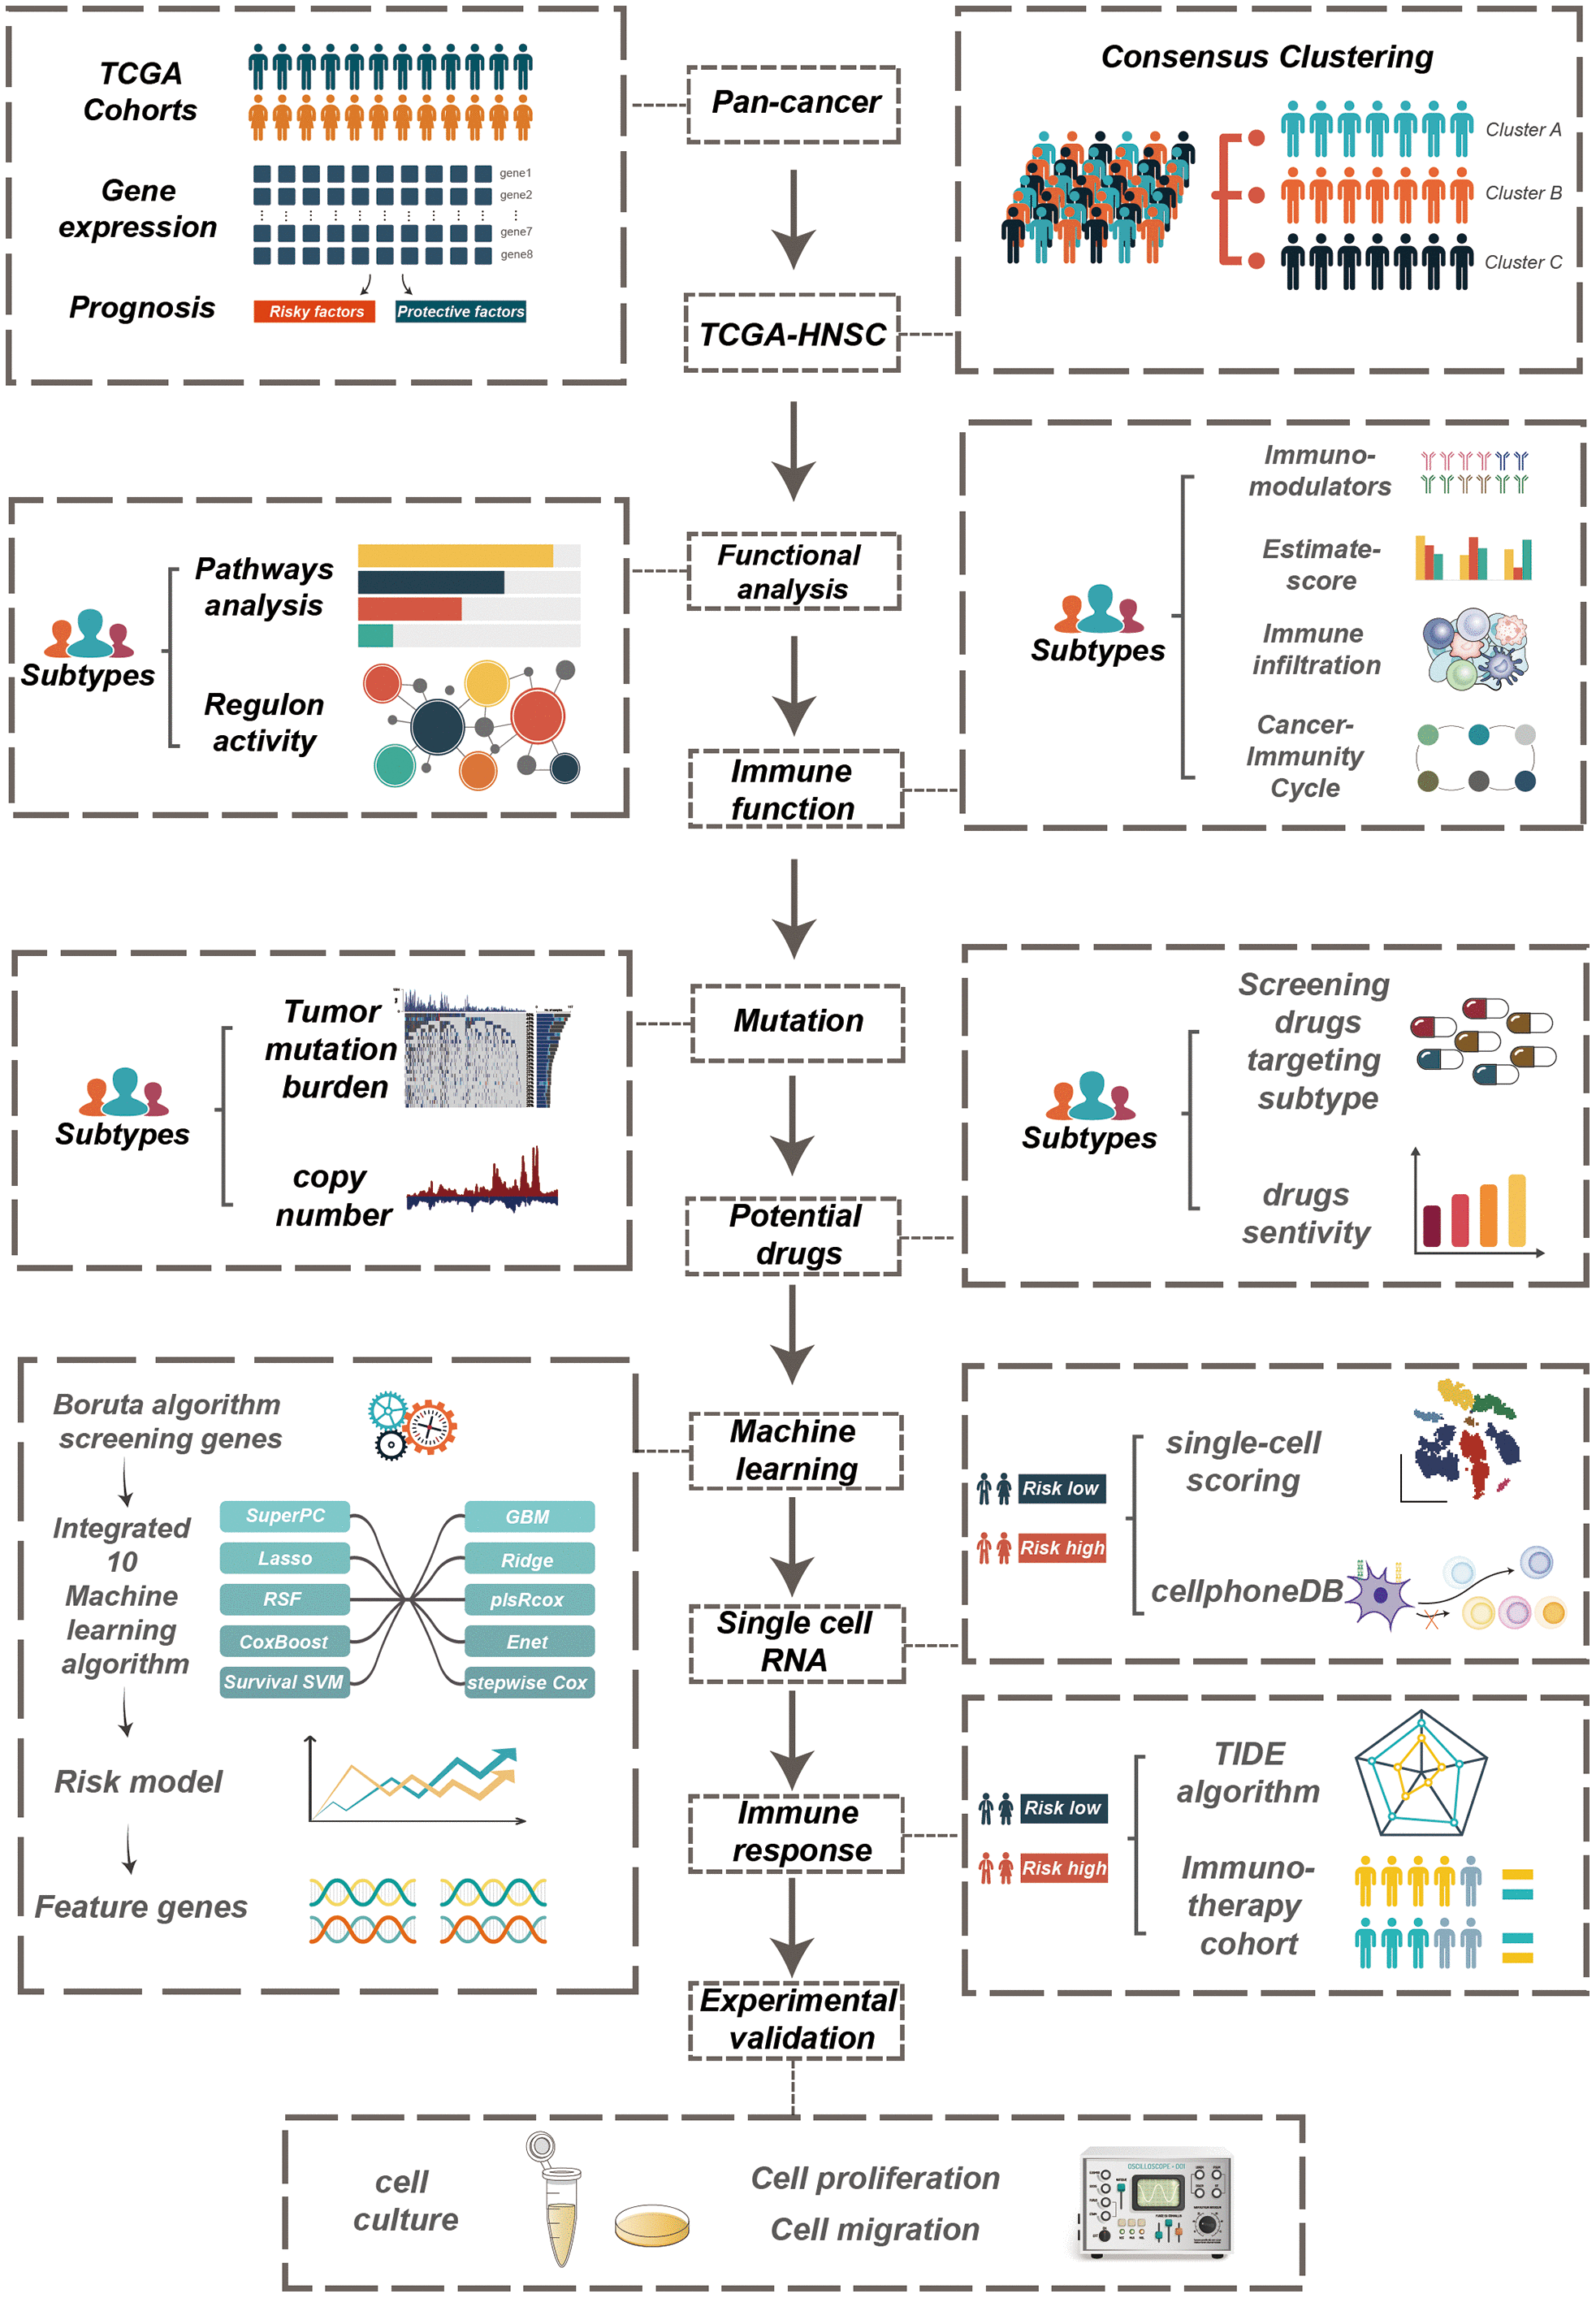 TCGA
Cohorts
Gene
expression
gene1
gene2
gene7
gene8
Prognosis
Risky factors
Protective factors
Pan-cancer
Consensus Clustering
Cluster A
Cluster B
Cluster C
TCGA-HNSC
Subtypes
Pathways
analysis
Regulon
activity
Functional
analysis
Subtypes
Immuno-
modulators
Estimate-
score
Immune
infiltration
Cancer-
Immunity
Cycle
Immune
function
Subtypes
Tumor
mutation
burden
copy
number
Mutation
Subtypes
Screening
drugs
targeting
subtype
drugs
sentivity
Potential
drugs
Boruta algorithm
screening genes
Integrated
10
Machine
learning
algorithm
SuperPC
Lasso
RSF
CoxBoost
Survival SVM
GBM
Ridge
plsRcox
Enet
stepwise Cox
Risk model
Feature genes
Machine
learning
Risk low
Risk high
single-cell
scoring
cellphoneDB
Single cell
RNA
Risk low
Risk high
TIDE
algorithm
Immuno-
therapy
cohort
Immune
response
Experimental
validation
cell
culture
Cell proliferation
Cell migration
OSCILLOSCOPE - 001